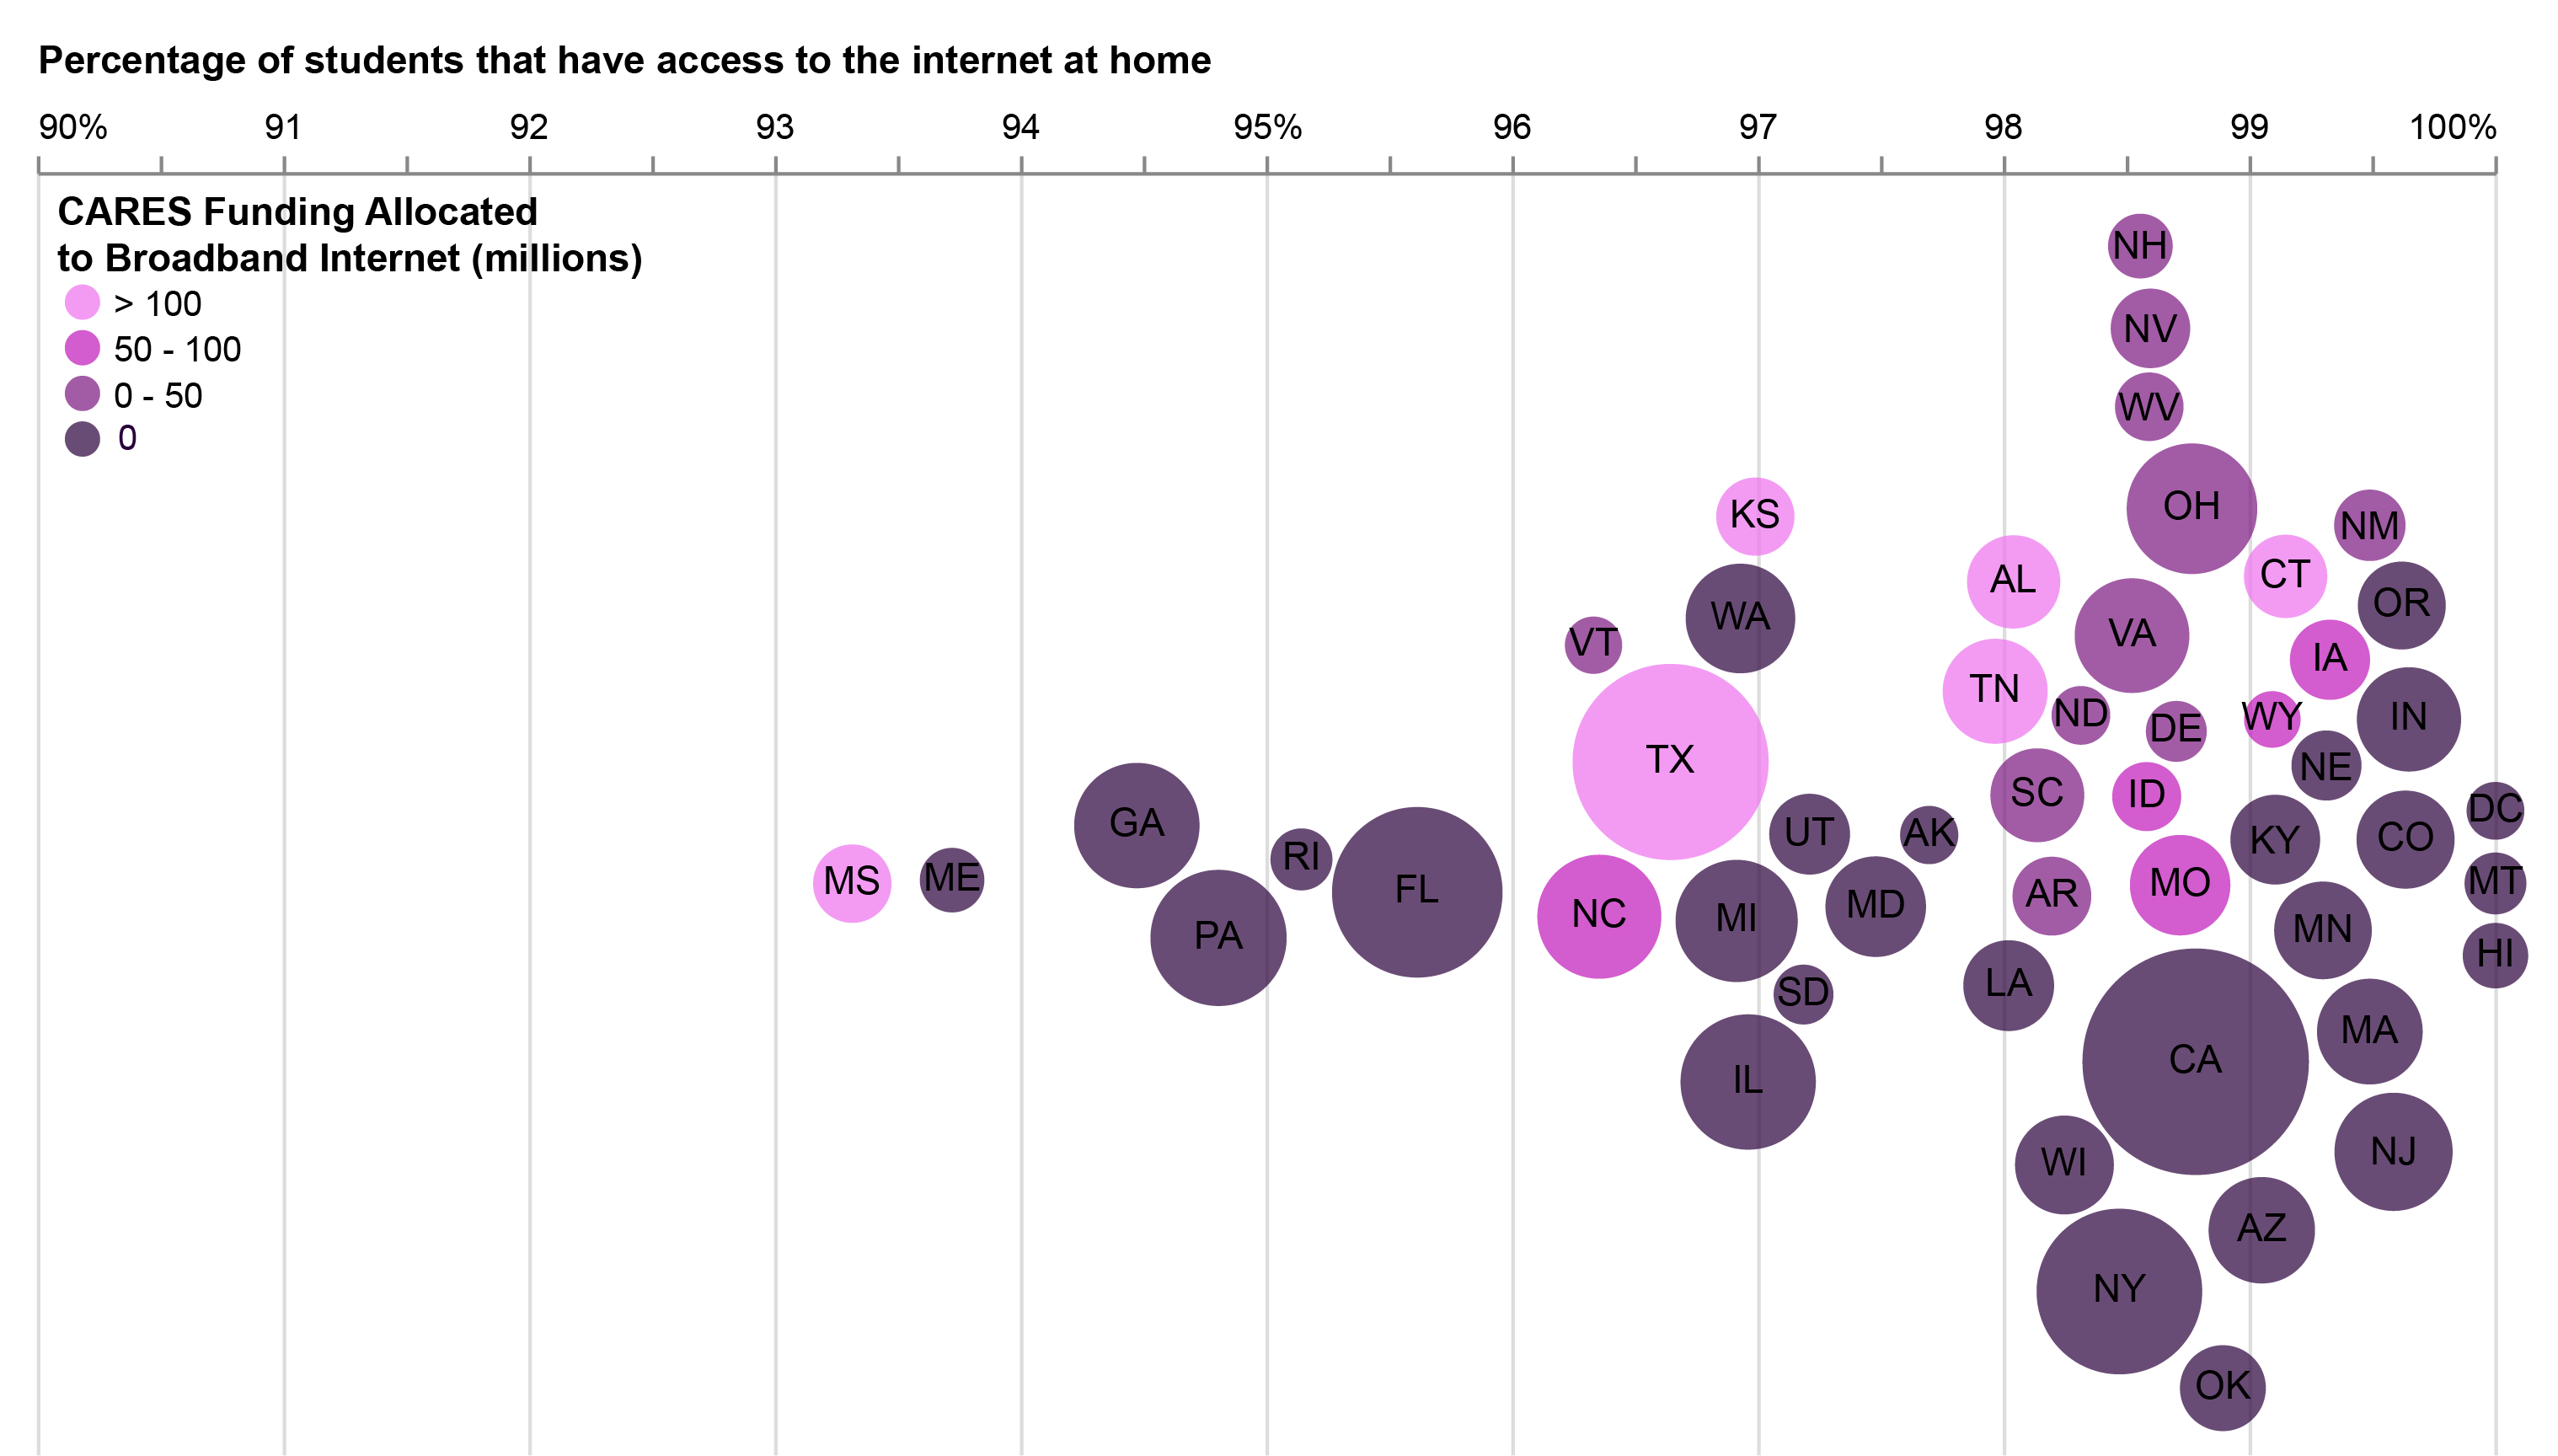 Percentage of students that have access to the internet at home
90% 91 92 93 94 95% 96 97 98 99 100%
CARES Funding Allocated
to Broadband Internet (millions)
> 100
50 - 100
0 - 50
0
NH
NV
WV
OH
KS
NM
CT
AL
OR
WA
VA
VT
IA
TN
ND
WY
IN
DE
TX
NE
SC
ID
DC
GA
UT
AK
KY
CO
RI
MS
ME
FL
MO
MT
AR
MD
NC
MI
MN
PA
HI
LA
SD
MA
CA
IL
NJ
WI
AZ
NY
OK